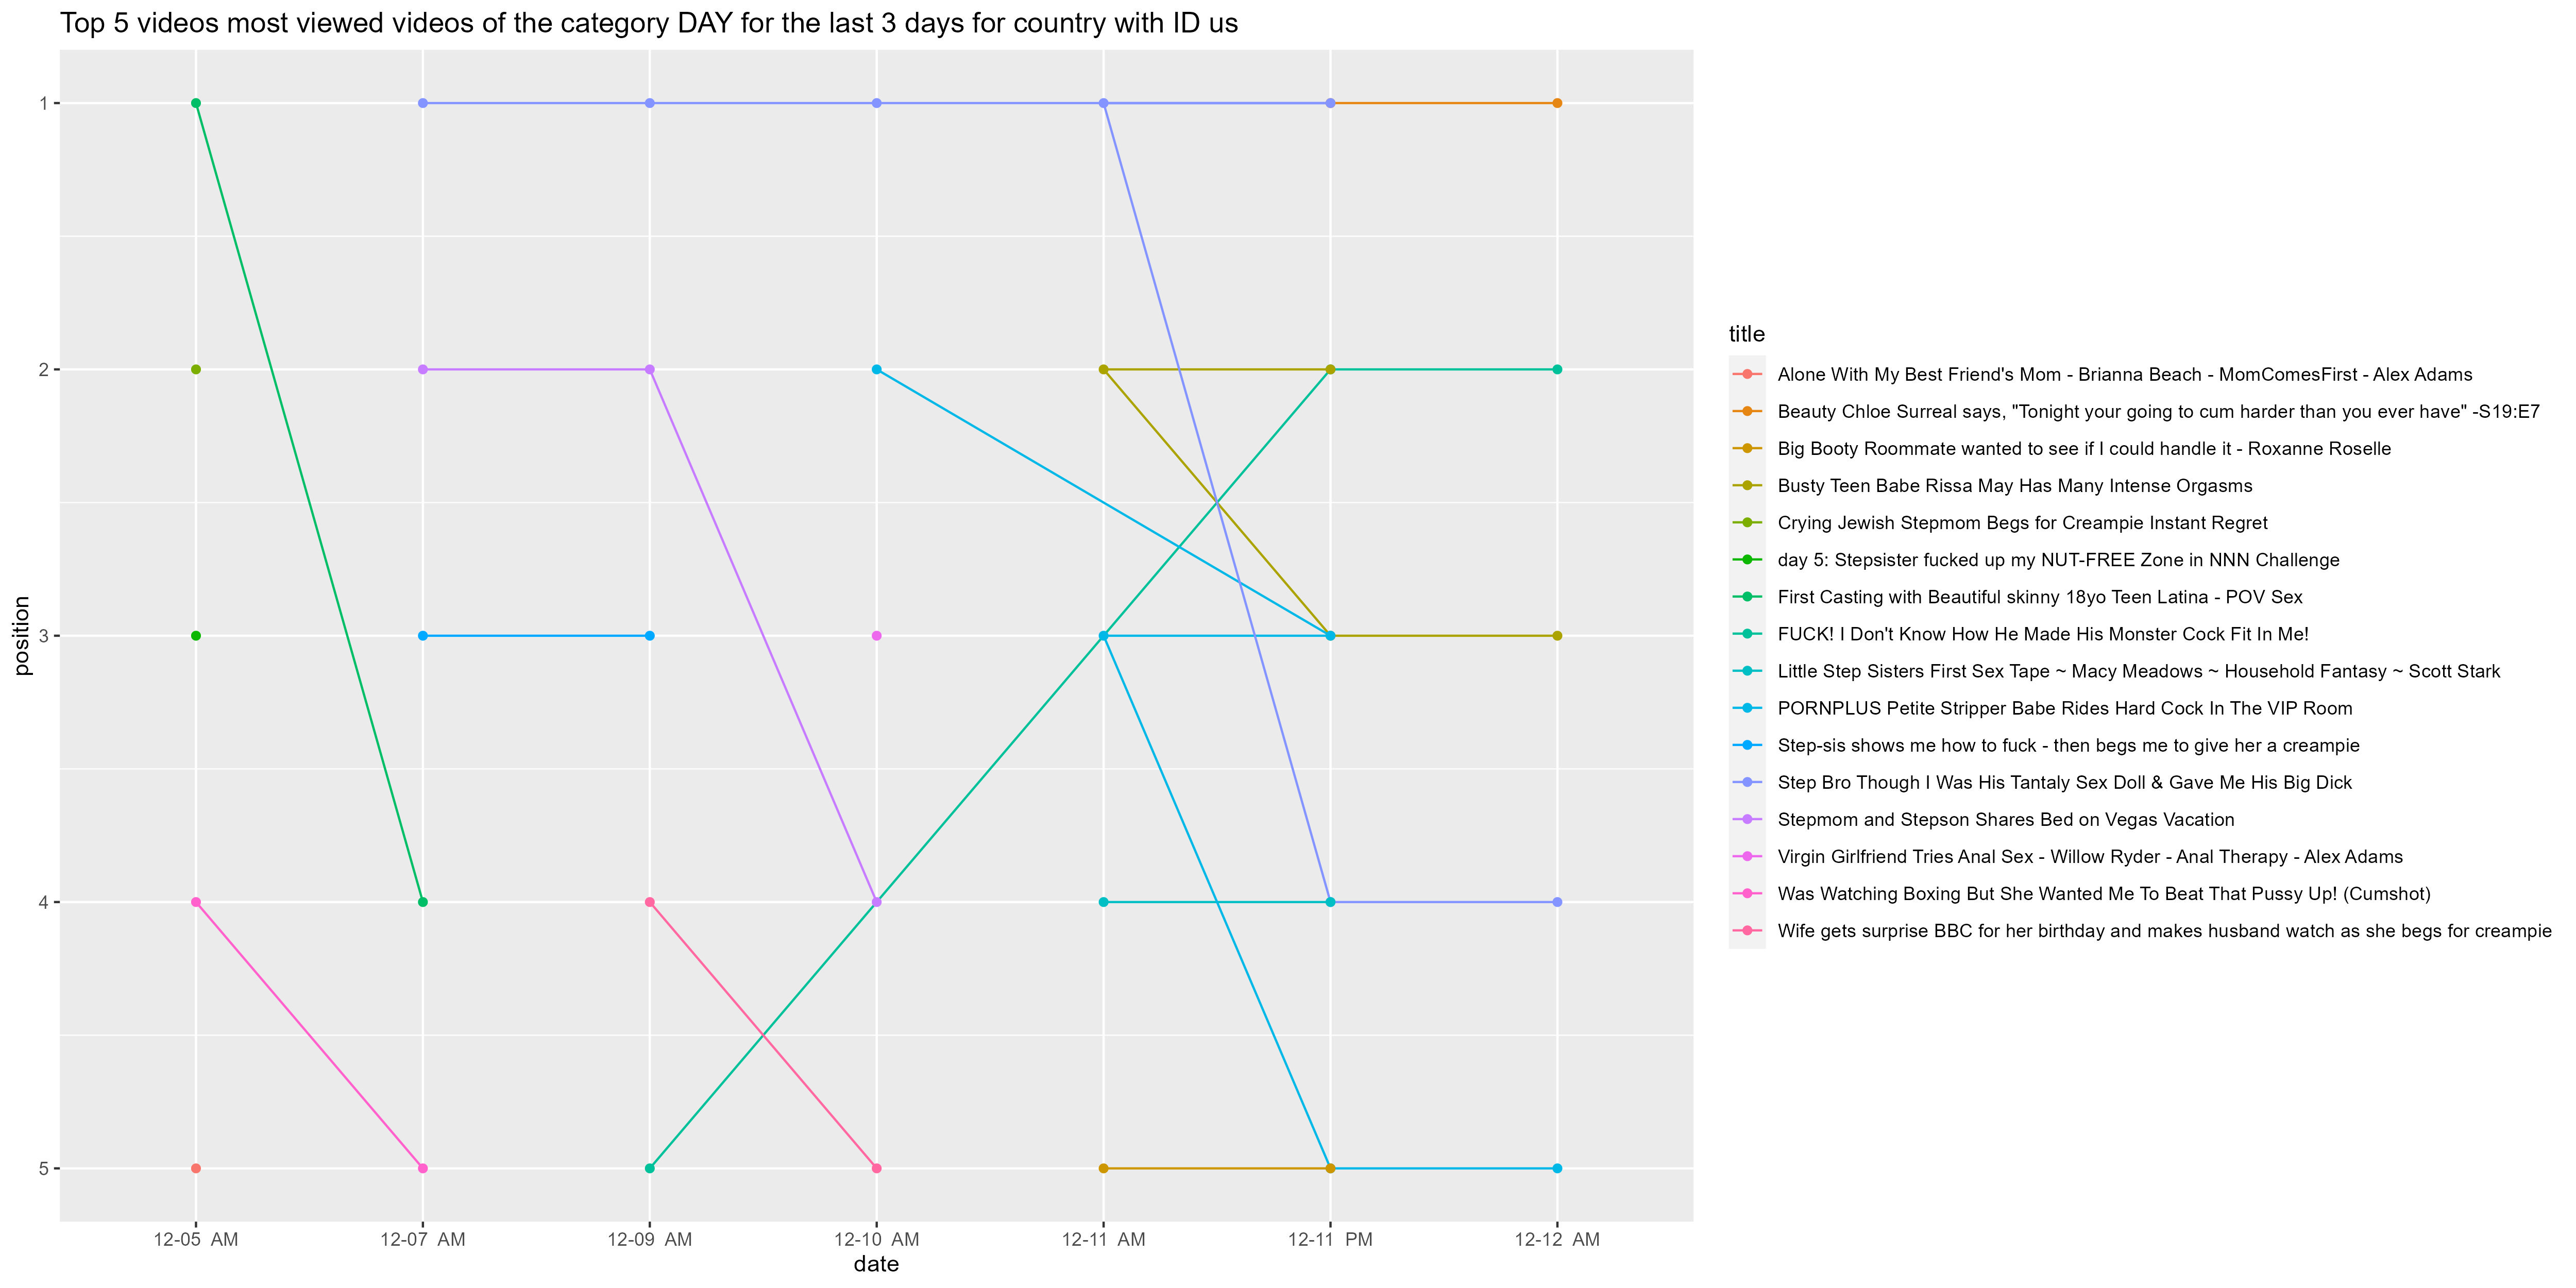 Top 5 videos most viewed videos of the category DAY for the last 3 days for country with ID us
position
1
2
3
4
5
12-05 AM
12-07 AM
12-09 AM
12-10 AM
12-11 AM
12-11 PM
12-12 AM
date
title
Alone With My Best Friend's Mom - Brianna Beach - MomComesFirst - Alex Adams
Beauty Chloe Surreal says, "Tonight your going to cum harder than you ever have" -S19:E7
Big Booty Roommate wanted to see if I could handle it - Roxanne Roselle
Busty Teen Babe Rissa May Has Many Intense Orgasms
Crying Jewish Stepmom Begs for Creampie Instant Regret
day 5: Stepsister fucked up my NUT-FREE Zone in NNN Challenge
First Casting with Beautiful skinny 18yo Teen Latina - POV Sex
FUCK! I Don't Know How He Made His Monster Cock Fit In Me!
Little Step Sisters First Sex Tape ~ Macy Meadows ~ Household Fantasy ~ Scott Stark
PORNPLUS Petite Stripper Babe Rides Hard Cock In The VIP Room
Step-sis shows me how to fuck - then begs me to give her a creampie
Step Bro Though I Was His Tantaly Sex Doll & Gave Me His Big Dick
Stepmom and Stepson Shares Bed on Vegas Vacation
Virgin Girlfriend Tries Anal Sex - Willow Ryder - Anal Therapy - Alex Adams
Was Watching Boxing But She Wanted Me To Beat That Pussy Up! (Cumshot)
Wife gets surprise BBC for her birthday and makes husband watch as she begs for creampie